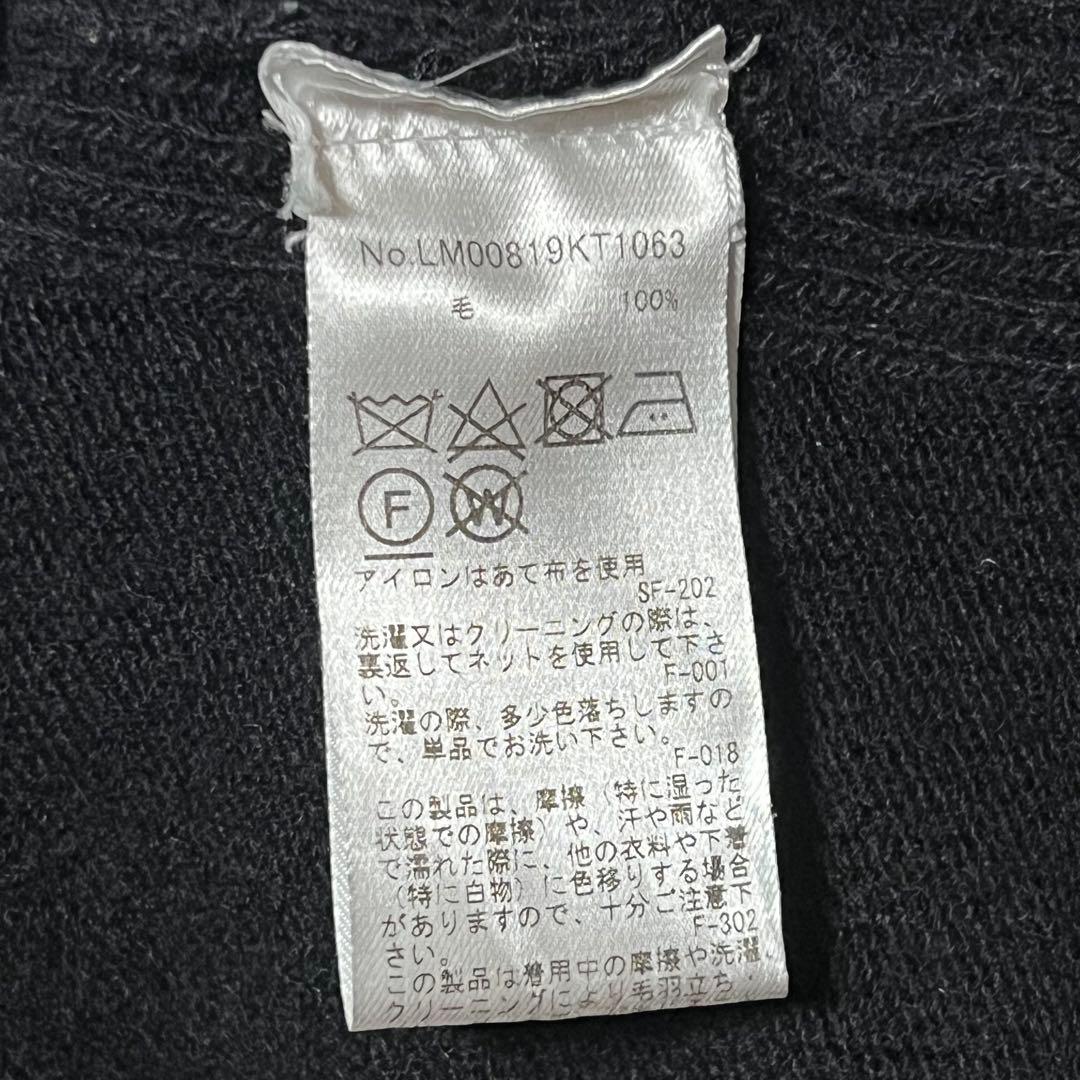 No.LM00819KT1063
毛 100%
F W
アイロンはあて布を使用
SF-202
洗濯又はクリーニングの際は、
裏返してネットを使用して下さ
い。 F-001
洗濯の際、多少色落ちしますの
で、単品でお洗い下さい。
F-018
この製品は、摩擦（特に湿った
状態での摩擦）や、汗や雨など
で濡れた際に、他の衣料や下着
（特に白物）に色移りする場合
がありますので、十分ご注意下
さい。 F-302
この製品は着用中の摩擦や洗濯・
クリーニングにより毛羽立ち・